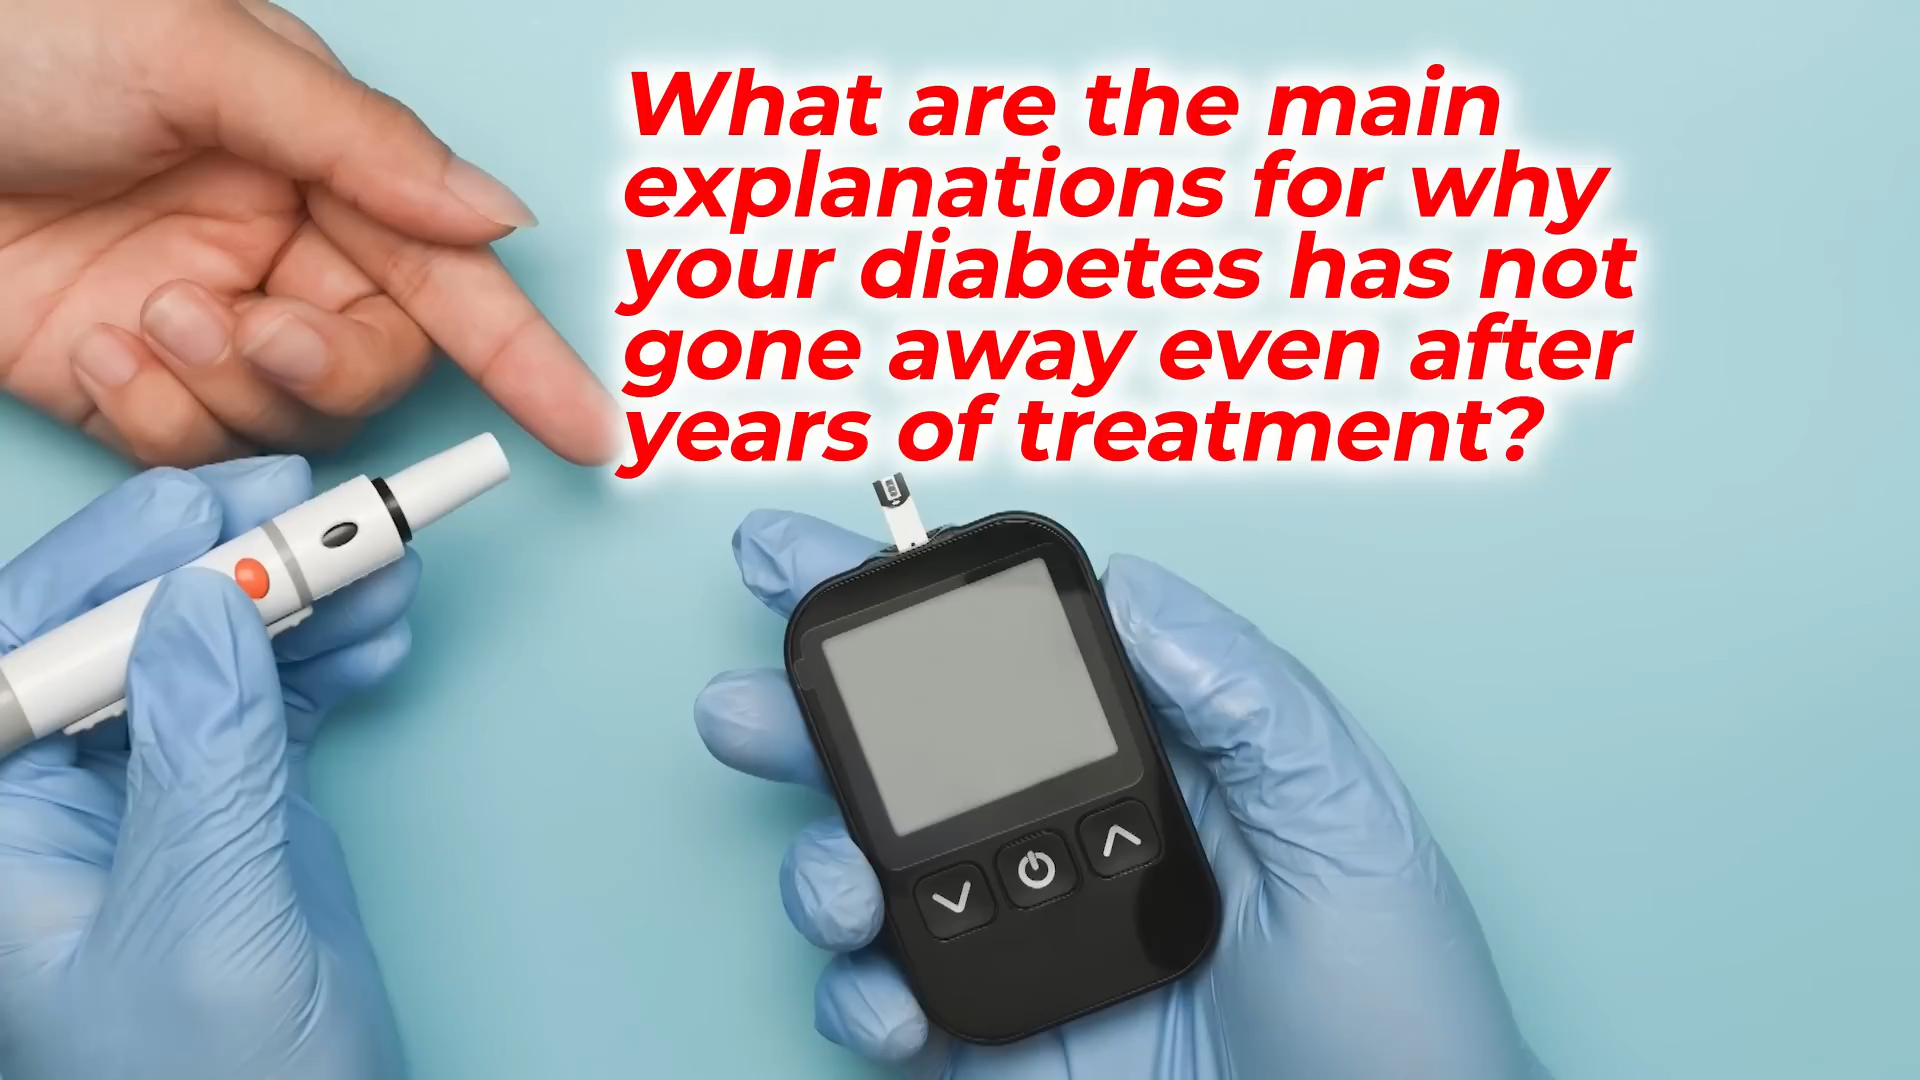 What are the main
explanations for why
your diabetes has not
gone away even after
years of treatment?